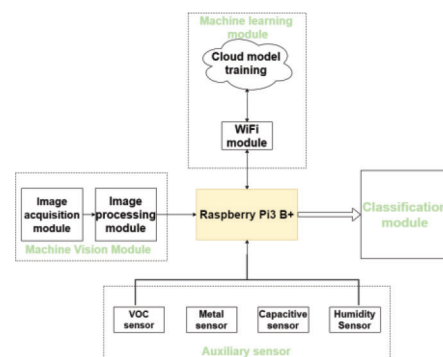 Machine learning
module
Cloud model
training
WiFi
module
Image
acquisition
module
Image
processing
module
Machine Vision Module
Raspberry Pi3 B+
Classification
module
VOC
sensor
Metal
sensor
Capacitive
sensor
Humidity
Sensor
Auxiliary sensor